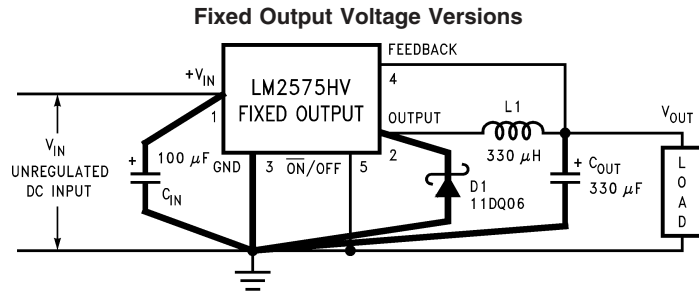 Fixed Output Voltage Versions
FEEDBACK
+VIN
LM2575HV
FIXED OUTPUT
4
OUTPUT
L1
1
VOUT
VIN
UNREGULATED
DC INPUT
+
100 µF
CIN
GND
3
ON/OFF
5
2
330 µH
D1
11DQ06
+
COUT
330 µF
LOAD